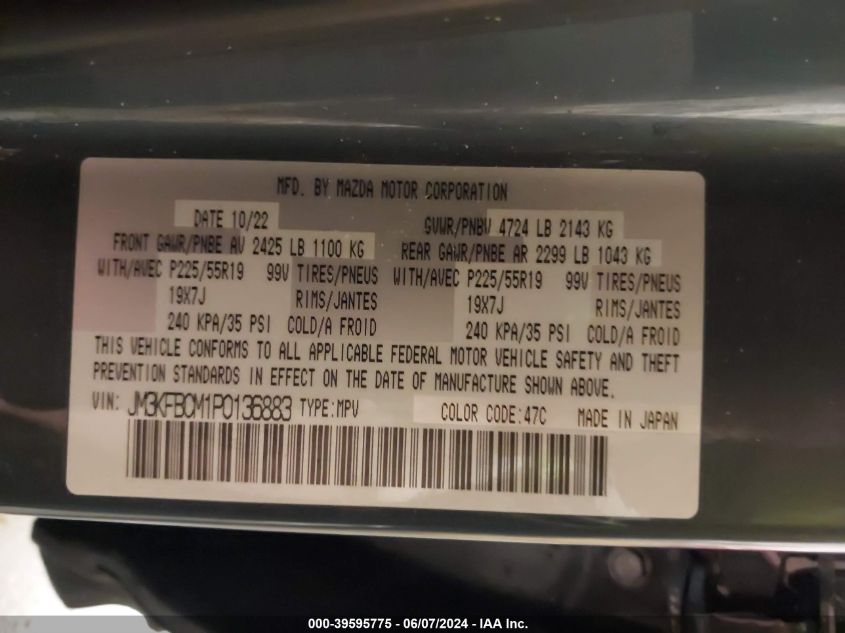 MFD. BY MAZDA MOTOR CORPORATION
DATE 10/22 GVWR/PNBV 4724 LB 2143 KG
FRONT GAWR/PNBE AV 2425 LB 1100 KG REAR GAWR/PNBE AR 2299 LB 1043 KG
WITH/AVEC P225/55R19 99V TIRES/PNEUS WITH/AVEC P225/55R19 99V TIRES/PNEUS
19X7J RIMS/JANTES 19X7J RIMS/JANTES
240 KPA/35 PSI COLD/A FROID 240 KPA/35 PSI COLD/A FROID
THIS VEHICLE CONFORMS TO ALL APPLICABLE FEDERAL MOTOR VEHICLE SAFETY AND THEFT
PREVENTION STANDARDS IN EFFECT ON THE DATE OF MANUFACTURE SHOWN ABOVE.
VIN: JM3KFBCM1P0136883 TYPE:MPV COLOR CODE:47C MADE IN JAPAN
000-39595775 - 06/07/2024 - IAA Inc.